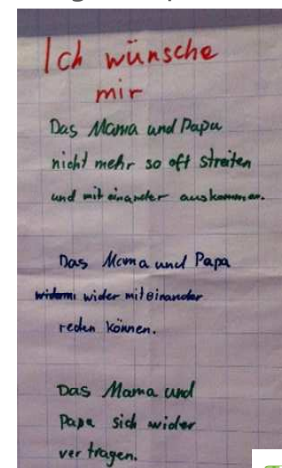 Ich wünsche
mir
Das Mama und Papa
nicht mehr so oft streiten
und miteinander auskommen.
Das Mama und Papa
wider miteinander
reden können.
Das Mama und
Papa sich wider
vertragen.